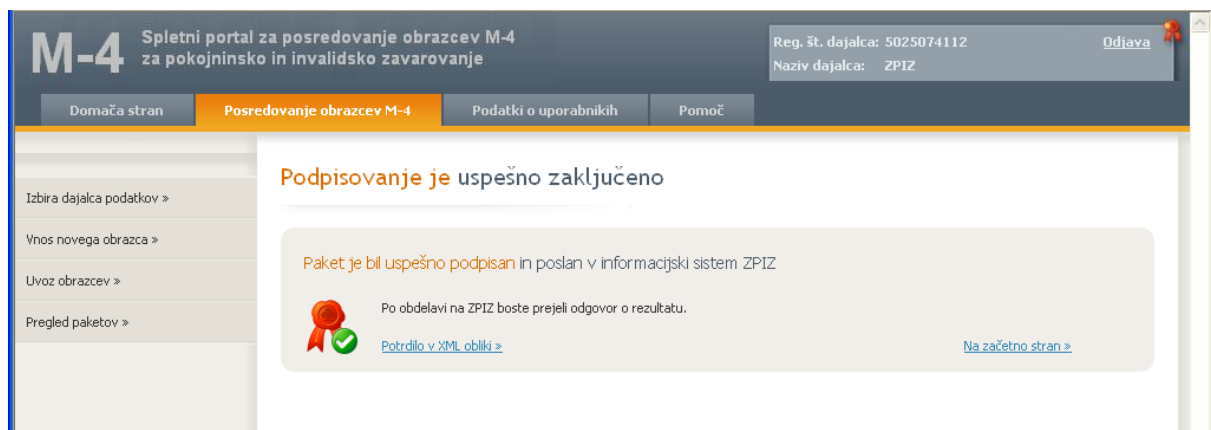 M-4
Spletni portal za posredovanje obrazcev M-4
za pokojninsko in invalidsko zavarovanje
Reg. št. dajalca: 5025074112
Odjava
Naziv dajalca: ZPIZ
Domača stran
Posredovanje obrazcev M-4
Podatki o uporabnikih
Pomoč
Izbira dajalca podatkov »
Vnos novega obrazca »
Uvoz obrazcev »
Pregled paketov »
Podpisovanje je uspešno zaključeno
Paket je bil uspešno podpisan in poslan v informacijski sistem ZPIZ
Po obdelavi na ZPIZ boste prejeli odgovor o rezultatu.
Potrdilo v XML obliki »
Na začetno stran »